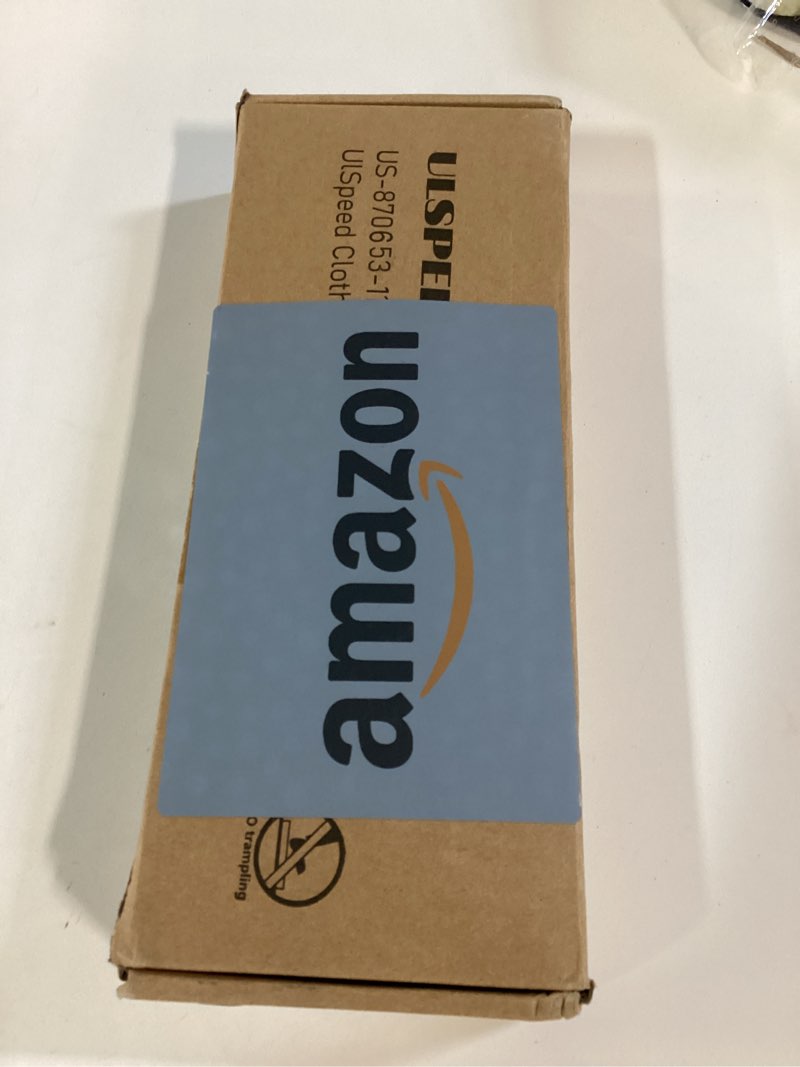 ULSPE
US-870653-1
UlSpeed Cloth
amazon
trampling